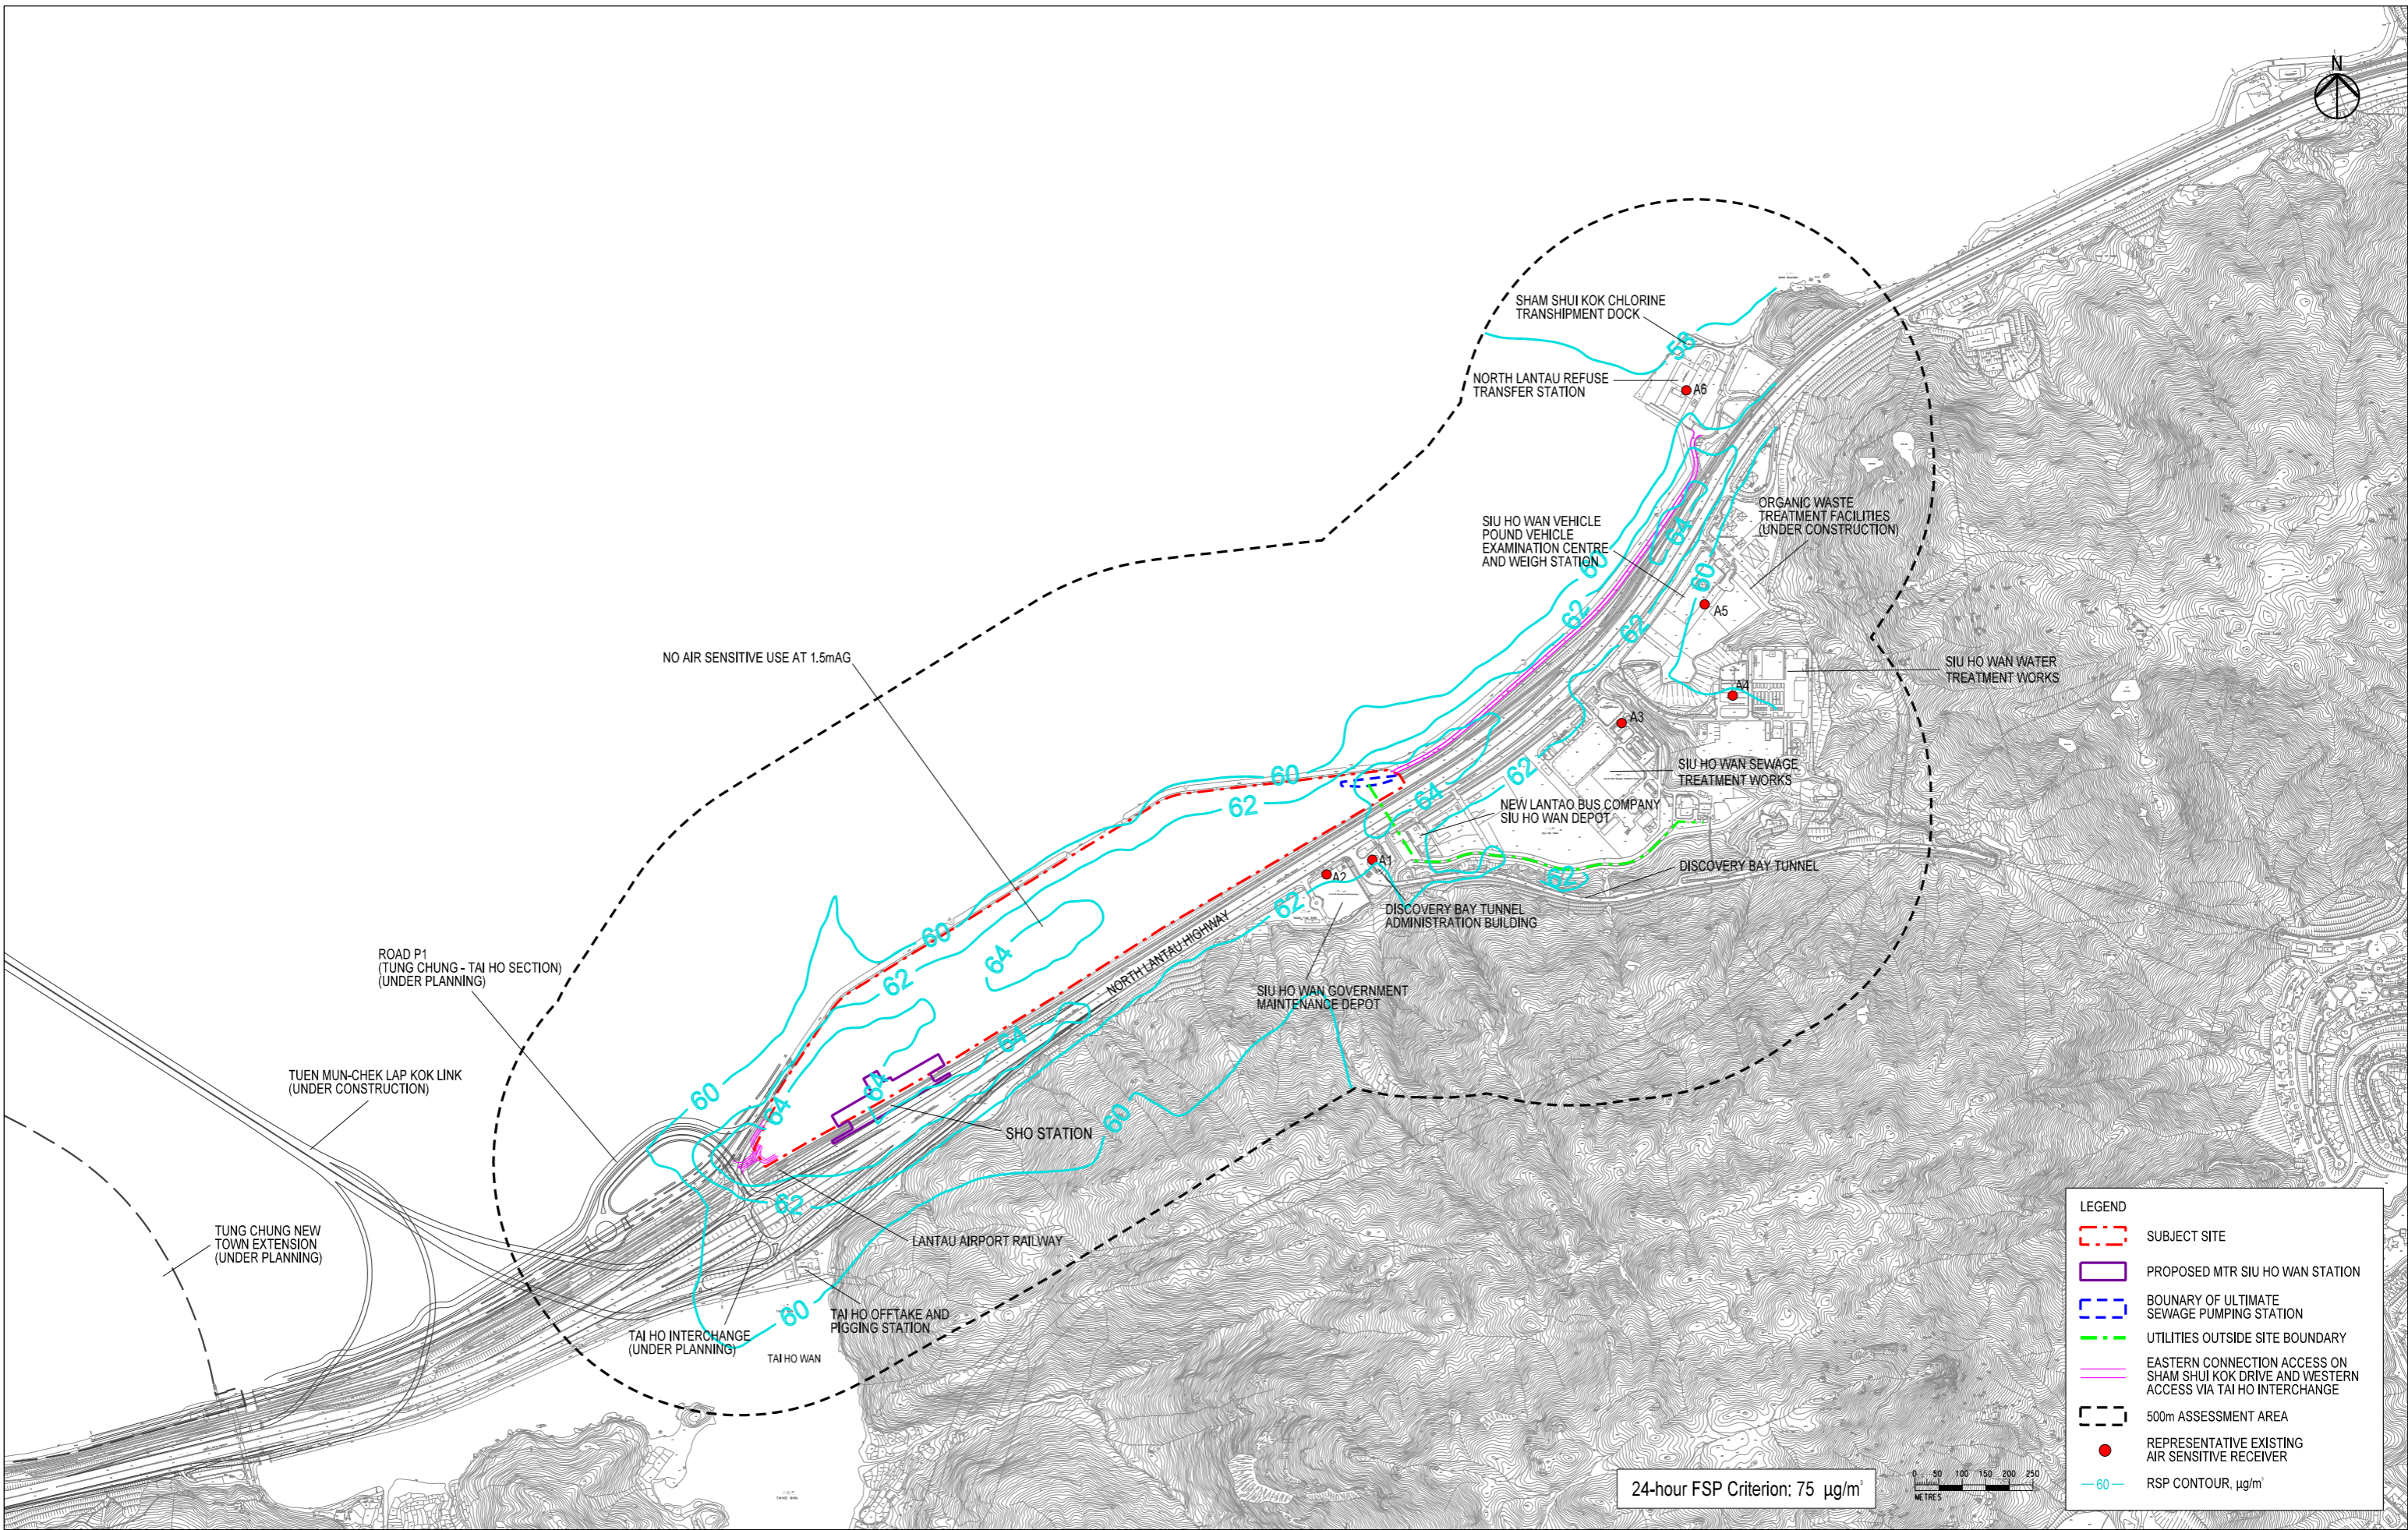 N
SHAM SHUI KOK CHLORINE
TRANSHIPMENT DOCK
58
NORTH LANTAU REFUSE
TRANSFER STATION
A6
ORGANIC WASTE
TREATMENT FACILITIES
(UNDER CONSTRUCTION)
SIU HO WAN VEHICLE
POUND VEHICLE
EXAMINATION CENTRE
AND WEIGH STATION
64
60
60
62
62
A5
NO AIR SENSITIVE USE AT 1.5mAG
SIU HO WAN WATER
TREATMENT WORKS
A4
A3
SIU HO WAN SEWAGE
TREATMENT WORKS
60
62
62
64
NEW LANTAO BUS COMPANY
SIU HO WAN DEPOT
A1
A2
62
DISCOVERY BAY TUNNEL
62
DISCOVERY BAY TUNNEL
ADMINISTRATION BUILDING
60
64
62
NORTH LANTAU HIGHWAY
SIU HO WAN GOVERNMENT
MAINTENANCE DEPOT
ROAD P1
(TUNG CHUNG - TAI HO SECTION)
(UNDER PLANNING)
64
TUEN MUN-CHEK LAP KOK LINK
(UNDER CONSTRUCTION)
60
64
64
60
SHO STATION
62
LANTAU AIRPORT RAILWAY
TUNG CHUNG NEW
TOWN EXTENSION
(UNDER PLANNING)
60
TAI HO OFFTAKE AND
PIGGING STATION
TAI HO INTERCHANGE
(UNDER PLANNING)
TAI HO WAN
LEGEND
SUBJECT SITE
PROPOSED MTR SIU HO WAN STATION
BOUNARY OF ULTIMATE
SEWAGE PUMPING STATION
UTILITIES OUTSIDE SITE BOUNDARY
EASTERN CONNECTION ACCESS ON
SHAM SHUI KOK DRIVE AND WESTERN
ACCESS VIA TAI HO INTERCHANGE
500m ASSESSMENT AREA
REPRESENTATIVE EXISTING
AIR SENSITIVE RECEIVER
60 RSP CONTOUR, µg/m³
24-hour FSP Criterion: 75 µg/m³
0 50 100 150 200 250
METRES